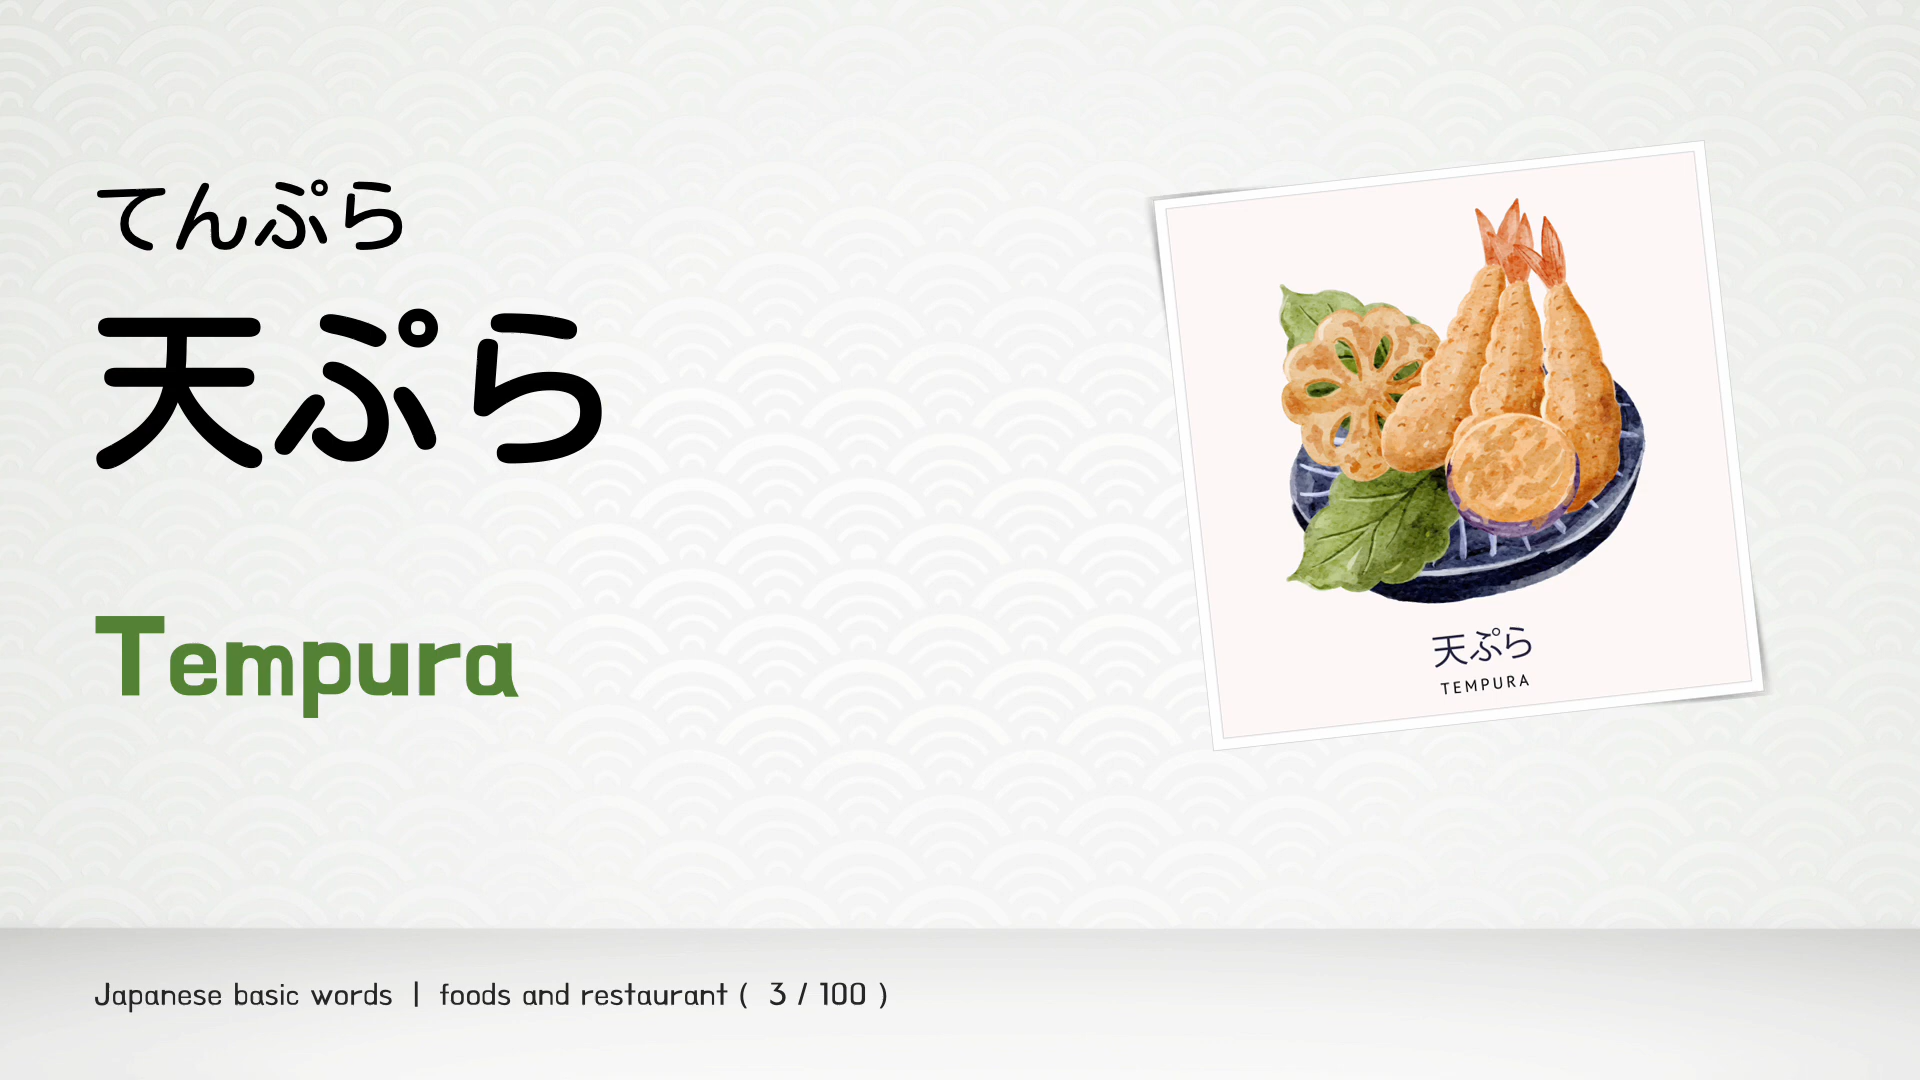 てんぷら
天ぷら
Tempura
天ぷら
TEMPURA
Japanese basic words | foods and restaurant ( 3 / 100 )